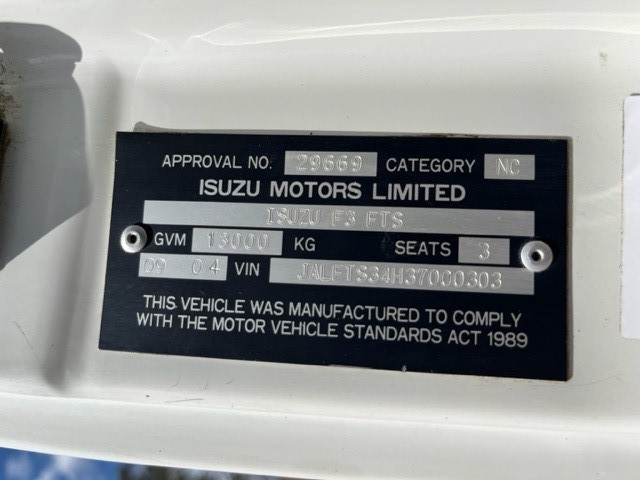 APPROVAL NO. 29669 CATEGORY NC
ISUZU MOTORS LIMITED
ISUZU F3 FTS
GVM 13000 KG SEATS 3
09 04 VIN JALFTS34H37000303
THIS VEHICLE WAS MANUFACTURED TO COMPLY
WITH THE MOTOR VEHICLE STANDARDS ACT 1989